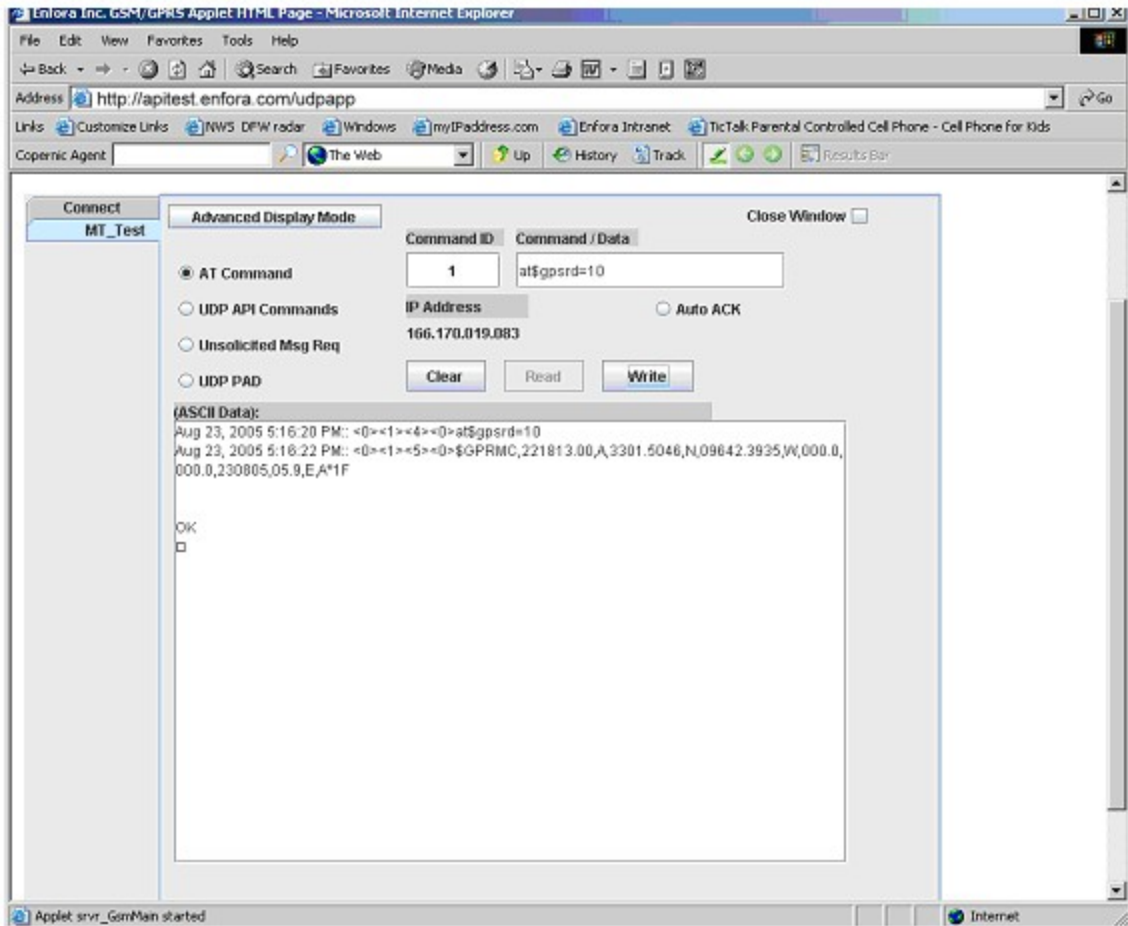 Enfora Inc. GSM/GPRS Applet HTML Page - Microsoft Internet Explorer
File Edit View Favorites Tools Help
Back Search Favorites Media
Address http://apitest.enfora.com/udpapp Go
Links Customize Links NWS DFW radar Windows myIPaddress.com Enfora Intranet TicTalk Parental Controlled Cell Phone - Cell Phone for Kids
Copernic Agent The Web Up History Track Results Bar
Connect
MT_Test
Advanced Display Mode Close Window
Command ID Command / Data
AT Command 1 at$gpsrd=10
UDP API Commands IP Address Auto ACK
166.170.019.083
Unsolicited Msg Req
UDP PAD Clear Read Write
(ASCII Data):
Aug 23, 2005 5:16:20 PM:: <0><1><4><0>at$gpsrd=10
Aug 23, 2005 5:16:22 PM:: <0><1><5><0>$GPRMC,221813.00,A,3301.5046,N,09642.3935,W,000.0,
000.0,230805,05.9,E,A*1F
OK
Applet srvr_GsmMain started Internet